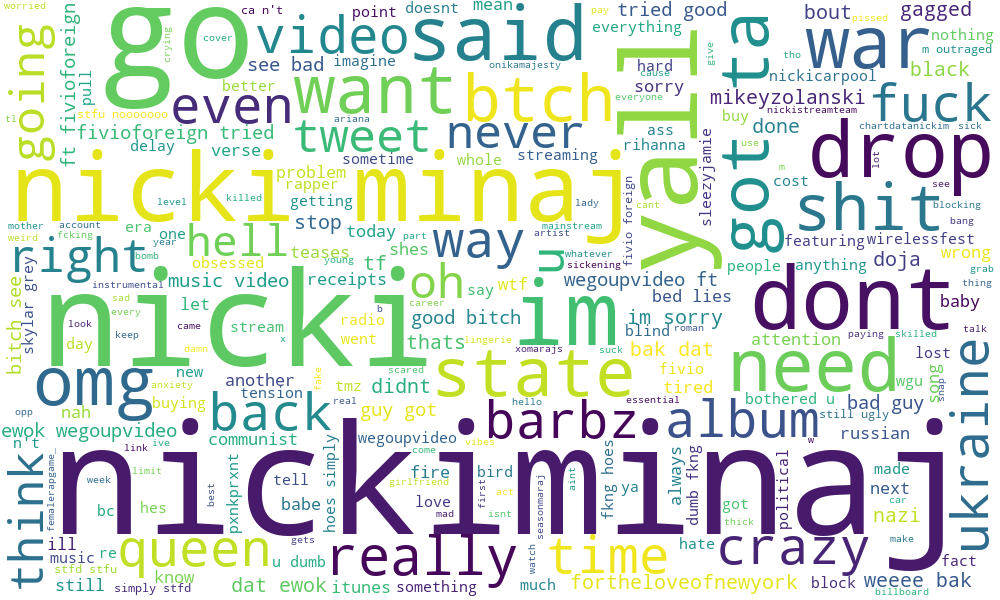 worried
go
ca n't
point
doesnt
mean
pay
tried good
bout
pissed
gagged
going
crying
cover
video
said
yall
everything
give
gotta
tho
war
nothing
m outraged
ft fivioforeign
pull
see bad
imagine
onikamajesty
hard
cause
sorry
nickicarpool
black
better
want
btch
everyone
nickistreamteam
mikeyzolanski
fuck
tl
stfu nooooooo
even
ariana
ass
rihanna
buy
done
chartdatanickim
sick
fivioforeign tried
tweet
never
use
m
drop
lot
delay
verse
sometime
whole
streaming
sleezyjamie
cost
see
blocking
nicki minaj
problem
rapper
getting
level
killed
lady
shit
bang
mother
account
era
one
stop
today
part
mainstream
artist
fivio foreign
featuring
wirelessfest
weird
fcking
year
hell
teases
shes
way
u
whatever
sickening
people
anything
doja
wrong
right
bomb
obsessed
young
tf
oh
wegoupvideo ft
grab
skylar grey
bitch see
instrumental
music video
receipts
say
wtf
bed lies
dont
baby
thing
sad
every
let
nicki
career
b
good bitch
im
im sorry
look
came
stream
radio
lingerie
roman
blind
attention
paying
skilled
talk
day
keep
x
went
thats
xomarajs
suck
bak dat
need
lost
damn
fivio
wgu
song
snap
omg
new
anxiety
another
tmz
didnt
scared
state
tired
bothered u
ukraine
buying
tension
fake
hello
essential
opp
nah
back
real
guy got
barbz
album
still ugly
bad guy
ewok wegoupvideo
n't
communist
wegoupvideo
russian
think
link
ive
nickiminaj
come
vibes
w
femalerapgame_
limit
pxnkprxnt
hoes simply
fire
bird
aint
fkng hoes
always
dumb fkng
political
made
next
week
best
tell
girlfriend
act
ya
got
car
bc
hes
babe
love
first
isnt
seasonmaraj
thick
nazi
mad
make
ill
music
re
queen
gets
really
watch
time
hate
crazy
fact
stfd stfu
know
u dumb
still
simply stfd
dat ewok
itunes
something
much
fortheloveofnewyork
block
weeee bak
billboard